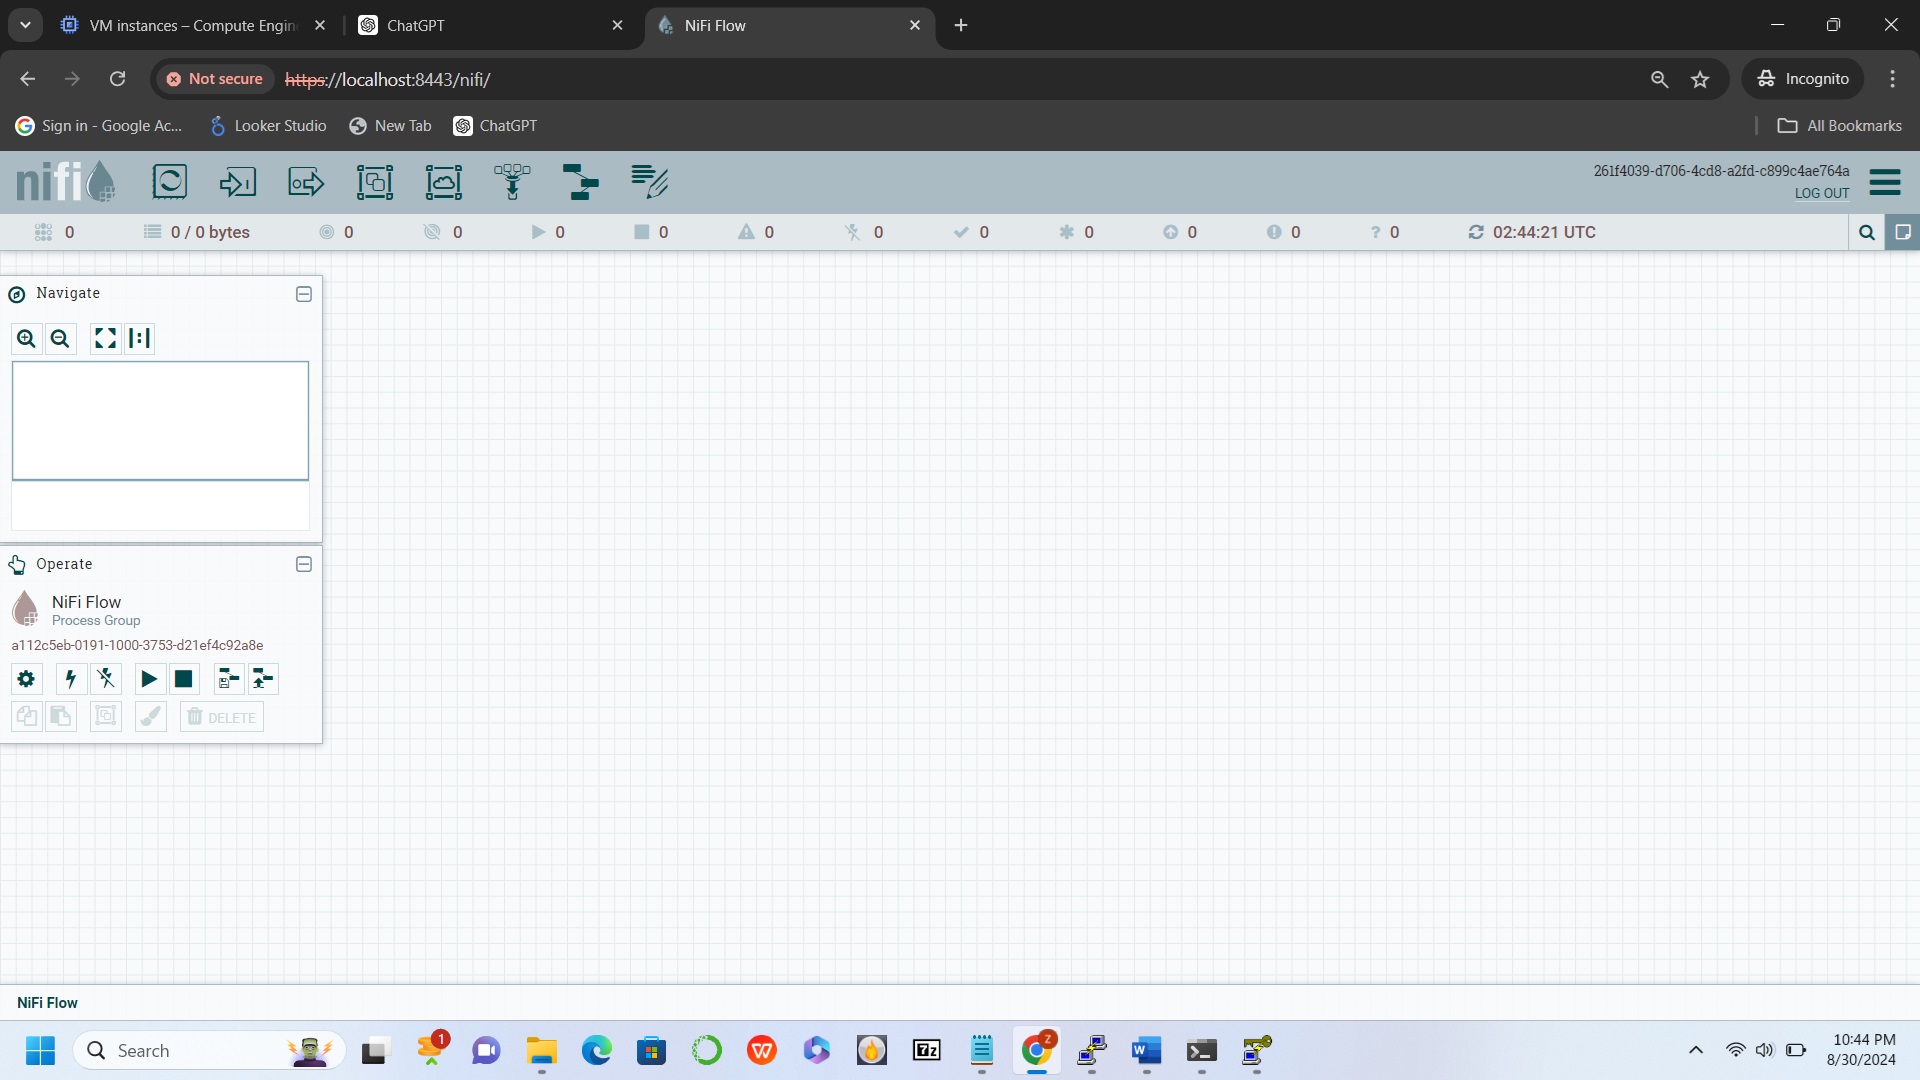 VM instances – Compute Engin
ChatGPT
NiFi Flow
Not secure
https://localhost:8443/nifi/
Incognito
Sign in - Google Ac...
Looker Studio
New Tab
ChatGPT
All Bookmarks
nifi
261f4039-d706-4cd8-a2fd-c899c4ae764a
LOG OUT
0
0 / 0 bytes
0
0
0
0
0
0
0
0
0
0
? 0
02:44:21 UTC
Navigate
Operate
NiFi Flow
Process Group
a112c5eb-0191-1000-3753-d21ef4c92a8e
DELETE
NiFi Flow
Search
1
W
7z
Z
W
10:44 PM
8/30/2024